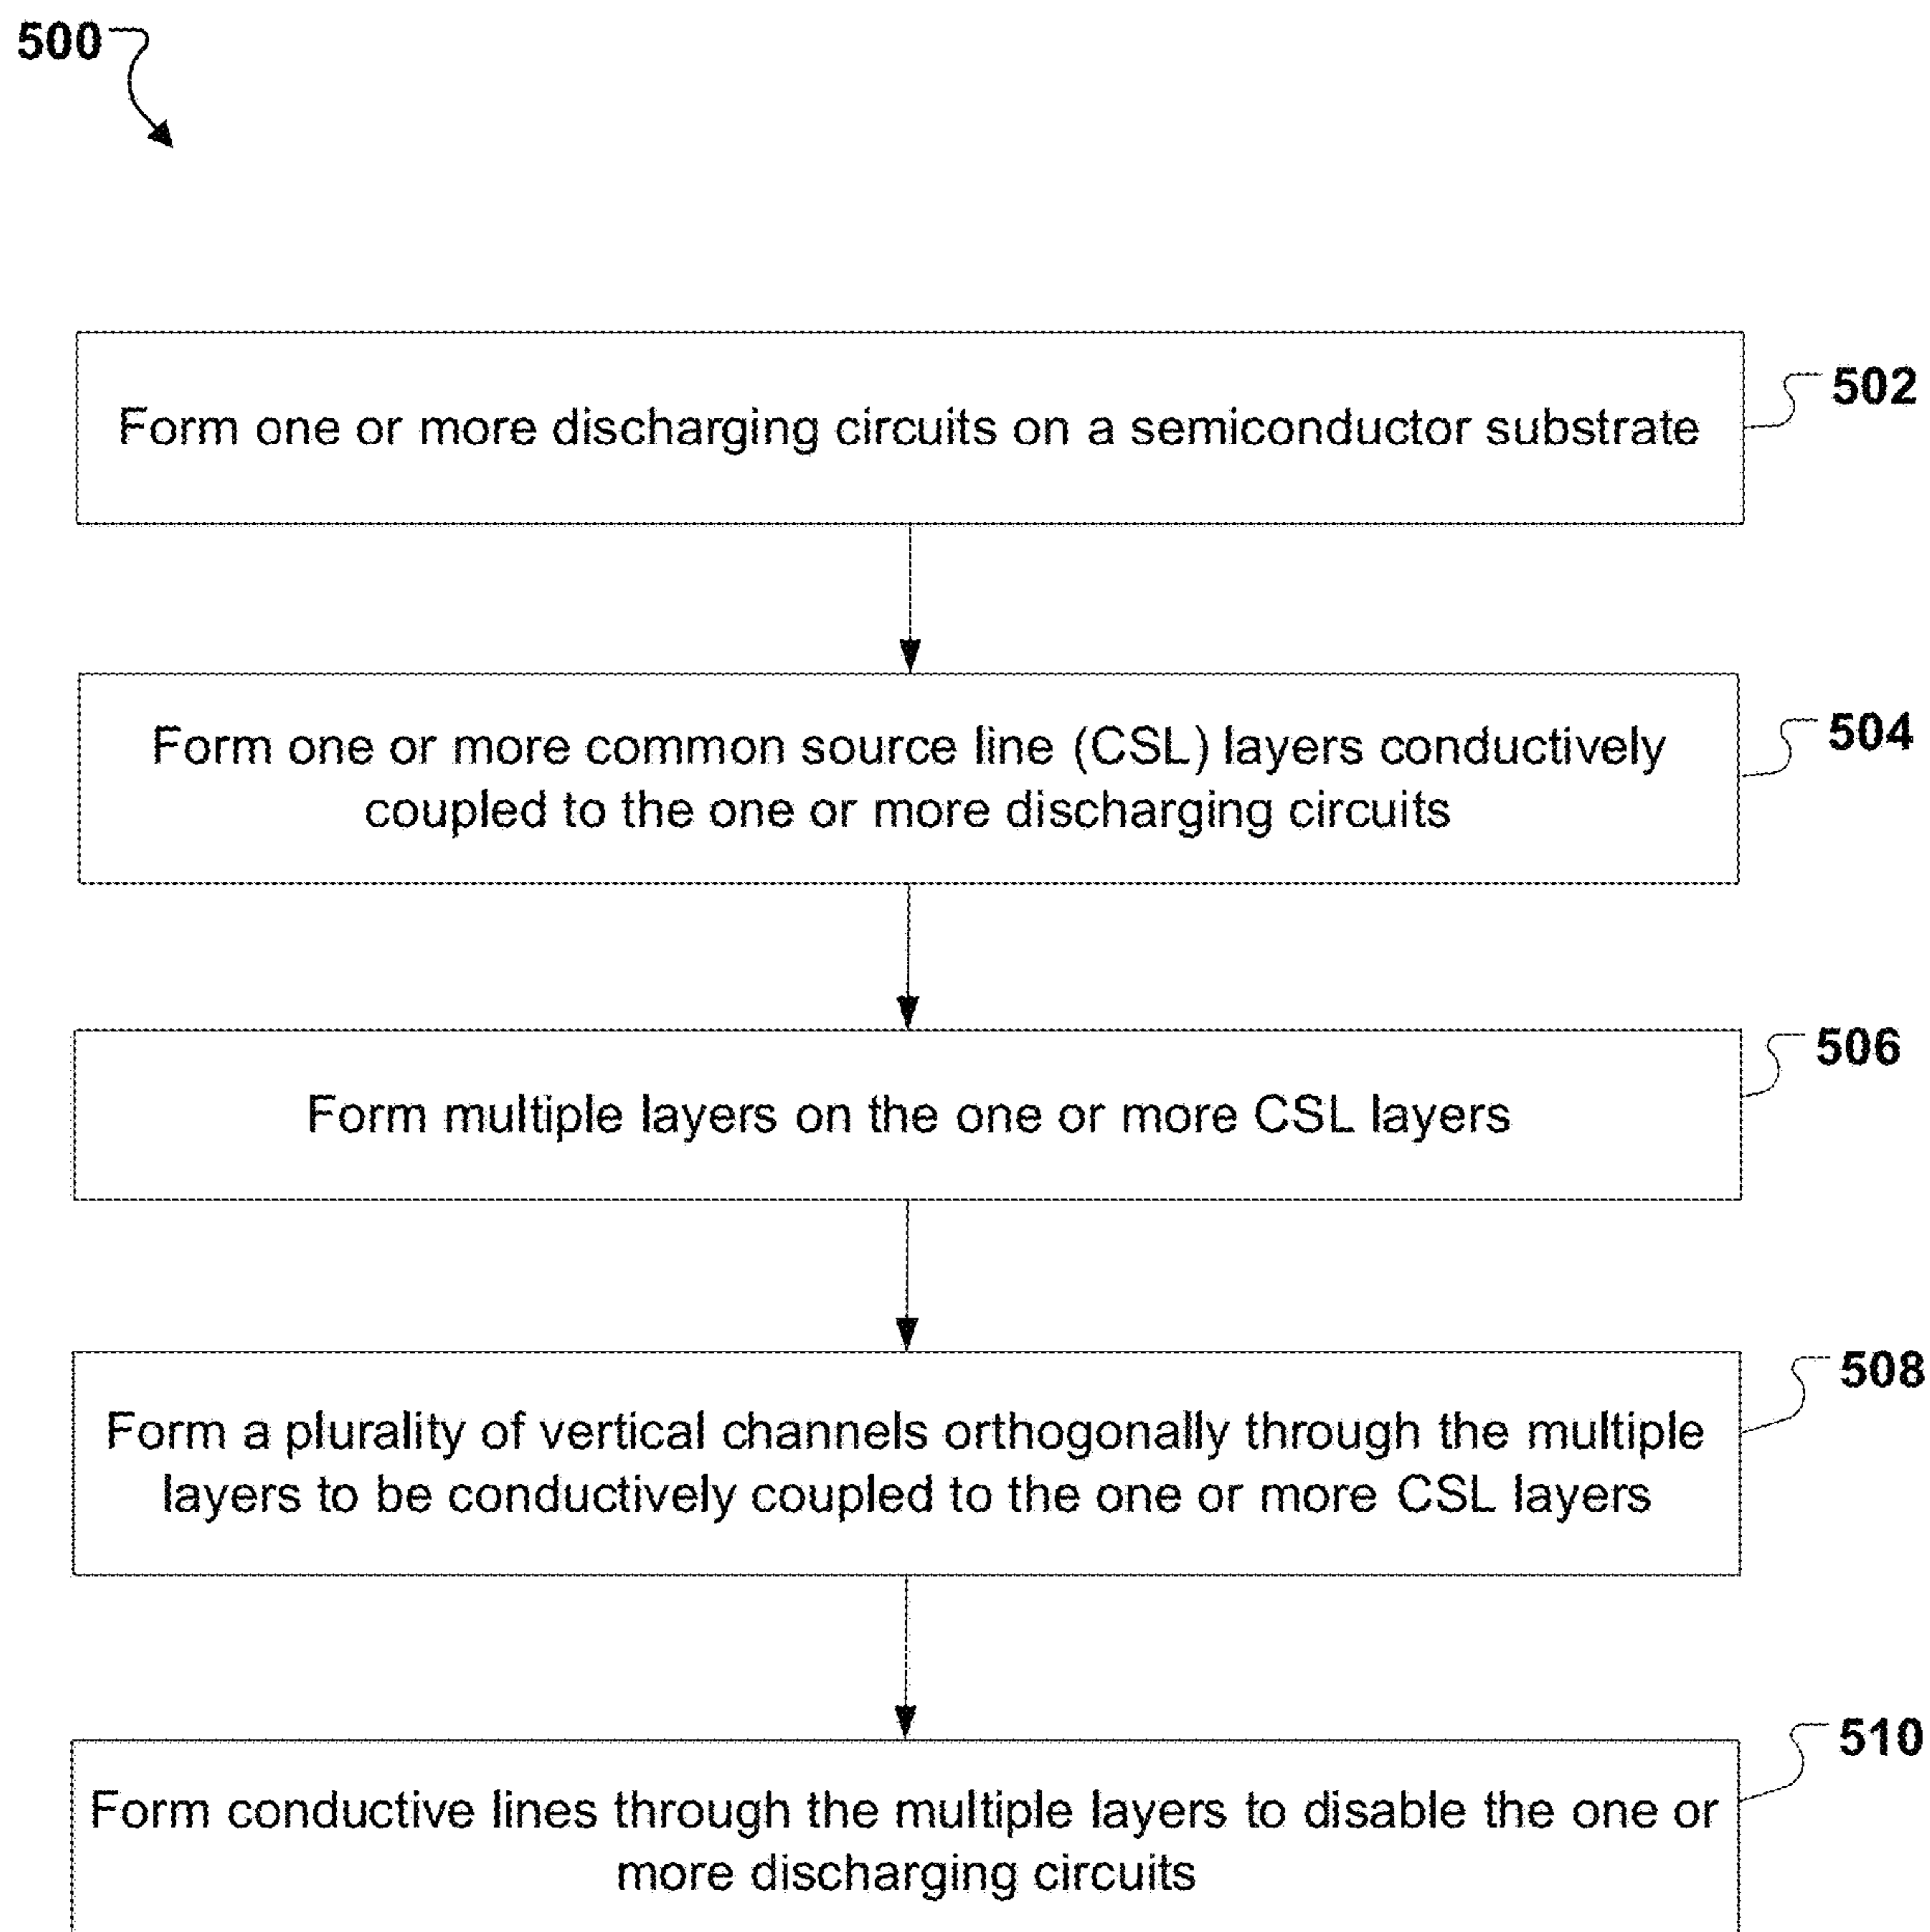 500
Form one or more discharging circuits on a semiconductor substrate
502
Form one or more common source line (CSL) layers conductively
coupled to the one or more discharging circuits
504
Form multiple layers on the one or more CSL layers
506
Form a plurality of vertical channels orthogonally through the multiple
layers to be conductively coupled to the one or more CSL layers
508
Form conductive lines through the multiple layers to disable the one or
more discharging circuits
510